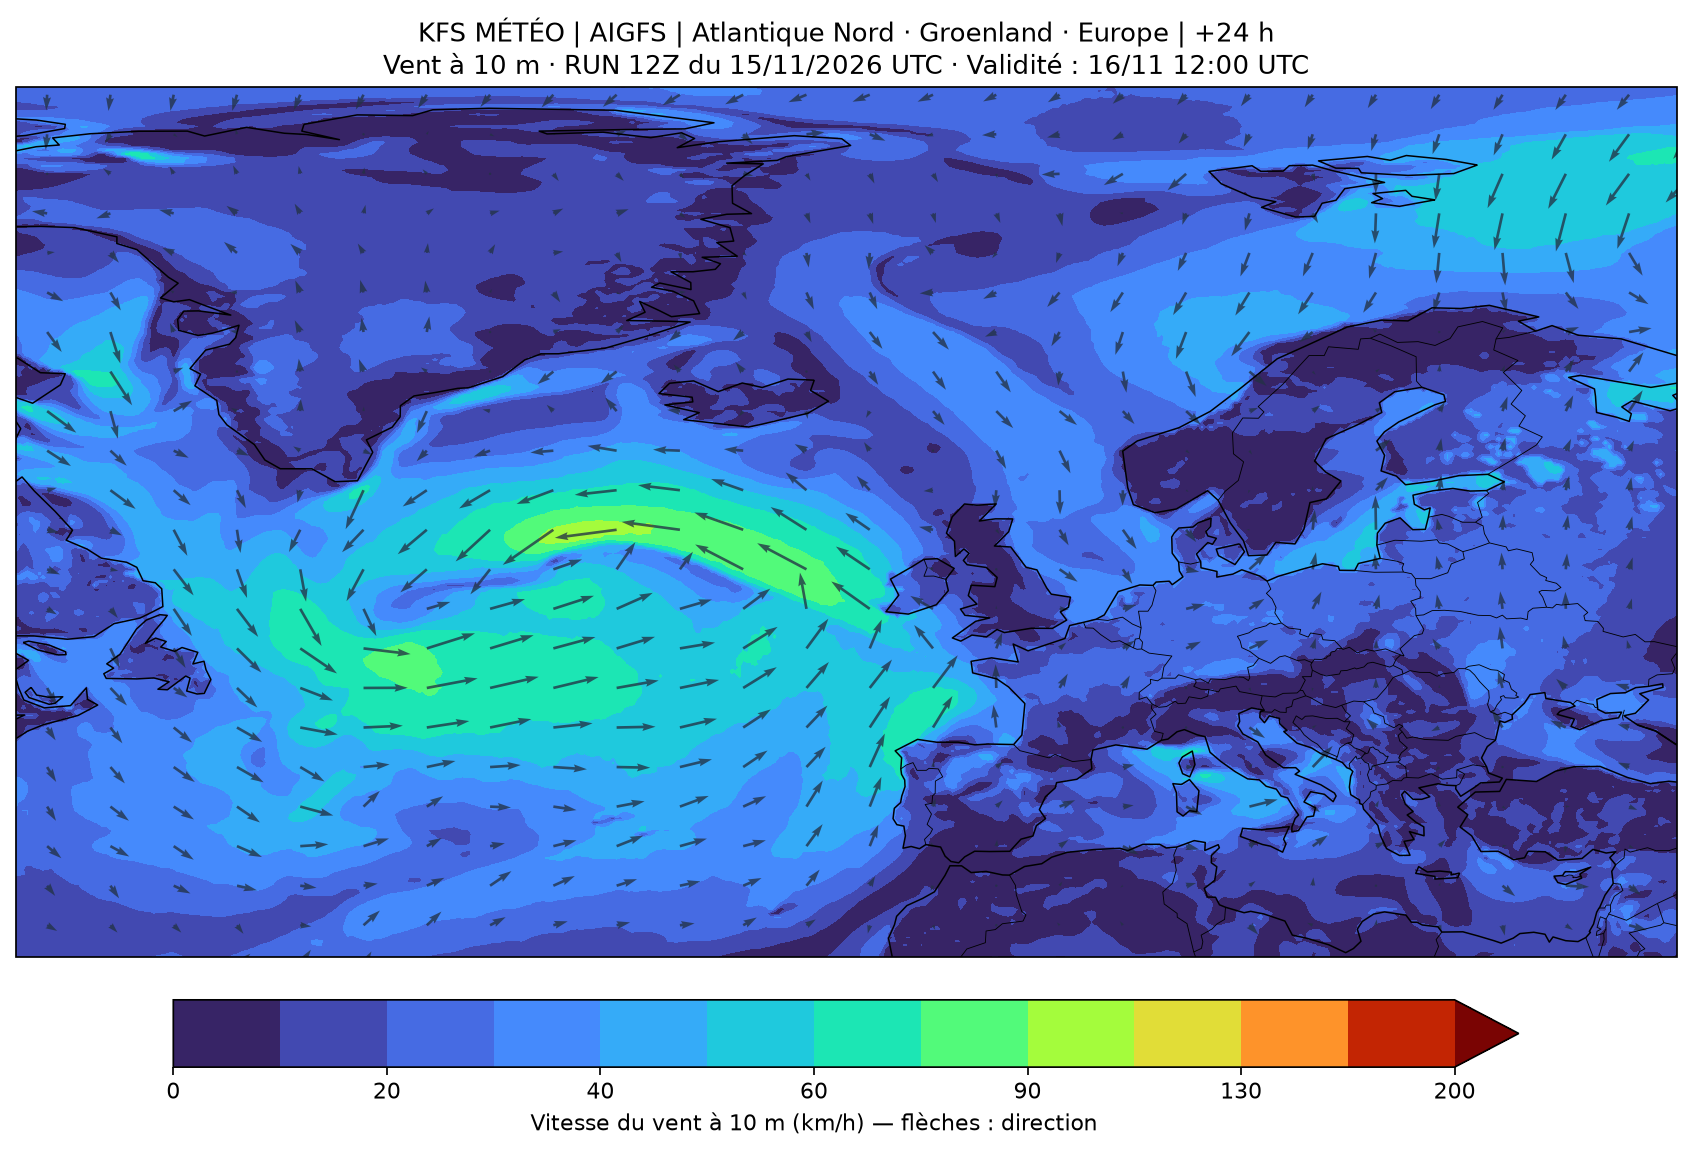 KFS MÉTÉO | AIGFS | Atlantique Nord · Groenland · Europe | +24 h
Vent à 10 m · RUN 12Z du 15/11/2026 UTC · Validité : 16/11 12:00 UTC
0 20 40 60 90 130 200
Vitesse du vent à 10 m (km/h) — flèches : direction